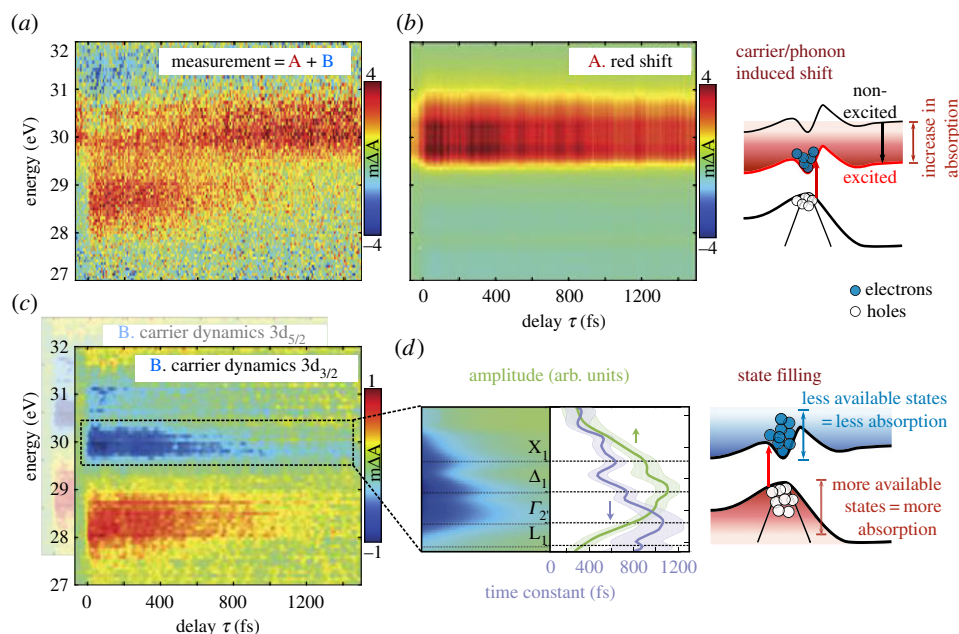 (a)
32
31
30
29
28
27
energy (eV)
measurement = A + B
4
mΔA
–4
(b)
A. red shift
4
mΔA
–4
0 400 800 1200
delay τ (fs)
carrier/phonon
induced shift
non-
excited
excited
increase in
absorption
electrons
holes
(c)
B. carrier dynamics 3d5/2
B. carrier dynamics 3d3/2
32
31
30
29
28
27
energy (eV)
1
mΔA
–1
0 400 800 1200
delay τ (fs)
(d)
amplitude (arb. units)
X1
Δ1
Γ2'
L1
0 400 800 1200
time constant (fs)
state filling
less available states
= less absorption
more available
states = more
absorption